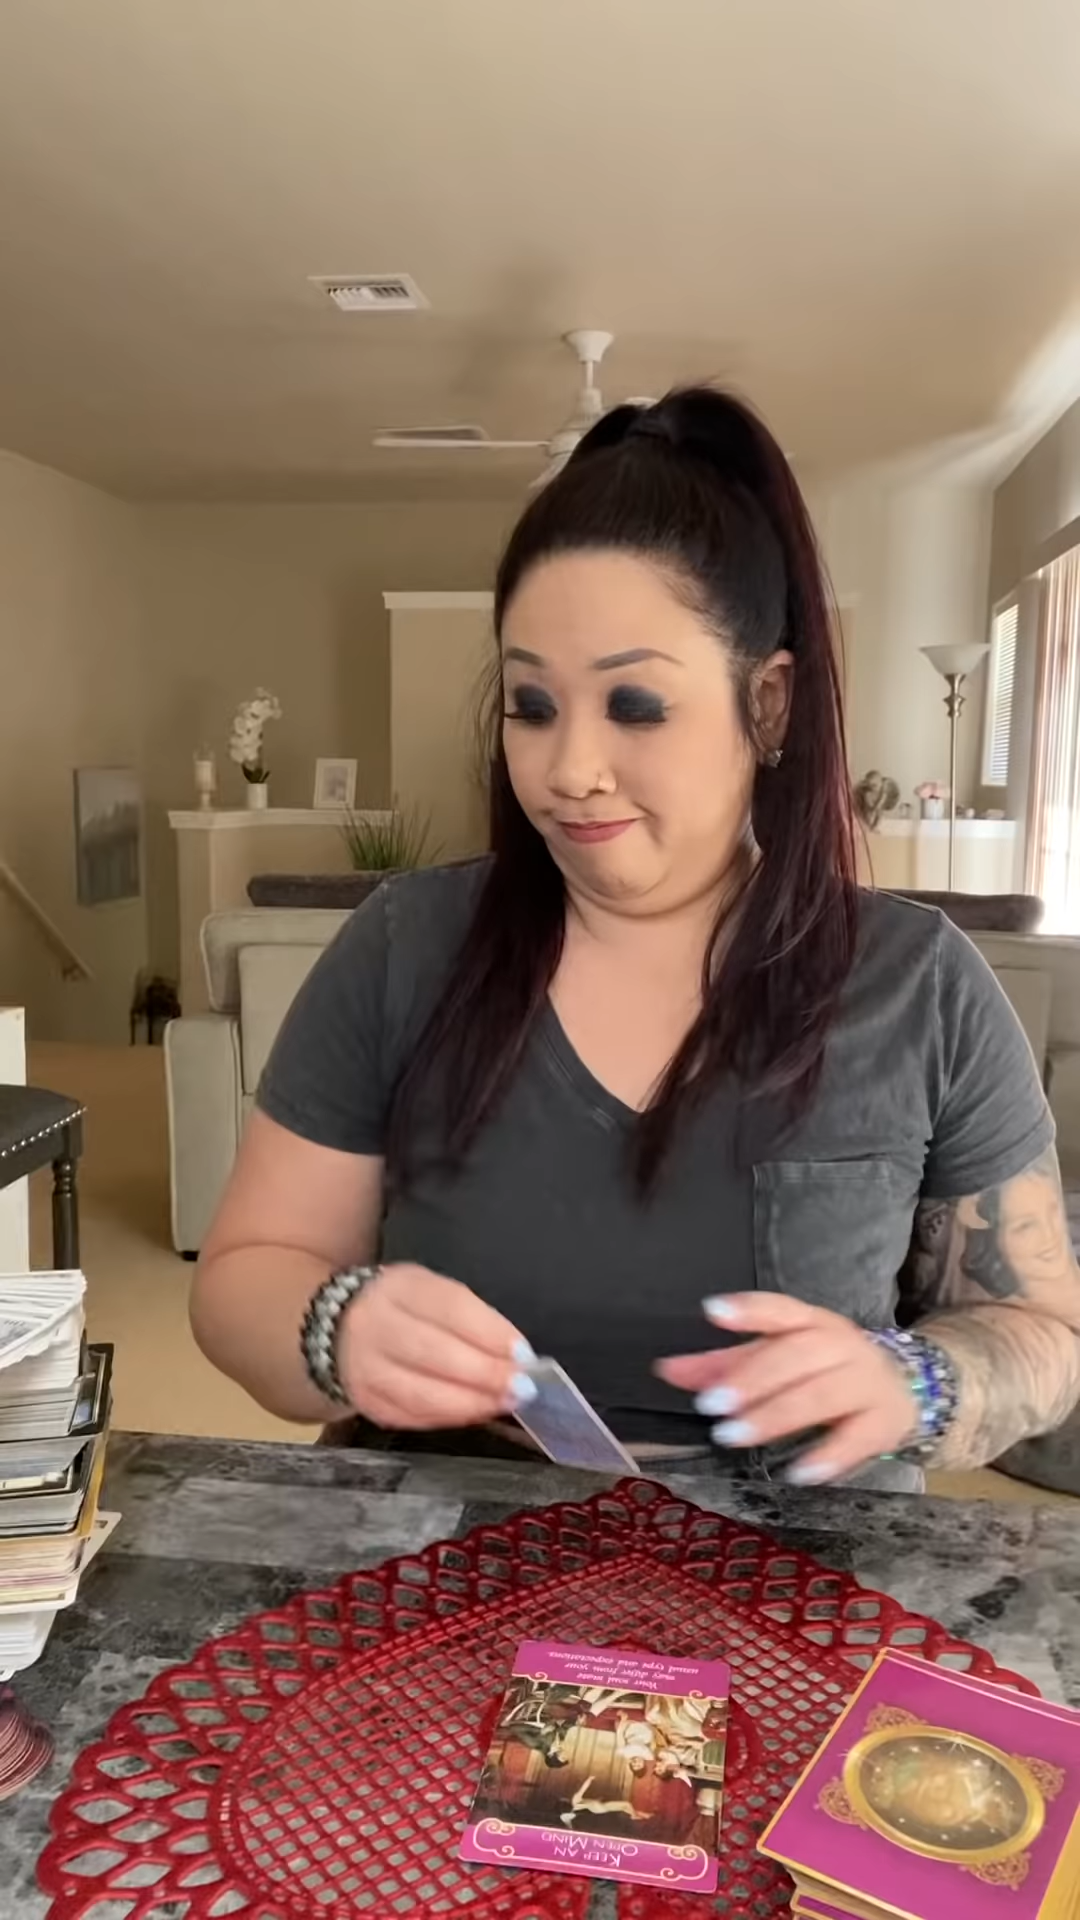 KEEP AN
OPEN MIND
Your soul mate
may differ from your
usual type and expectations